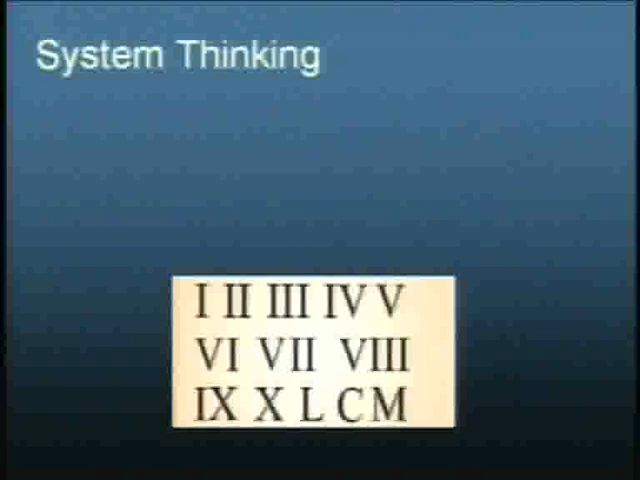 System Thinking
I II III IV V
VI VII VIII
IX X L C M